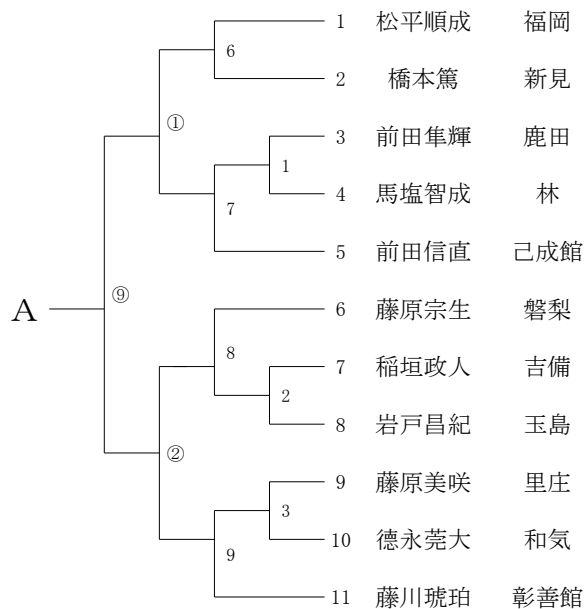 1 松平順成 福岡
6
2 橋本篤 新見
①
3 前田隼輝 鹿田
1
4 馬塩智成 林
7
5 前田信直 己成館
A ⑨
6 藤原宗生 磐梨
8
7 稲垣政人 吉備
2
8 岩戸昌紀 玉島
②
9 藤原美咲 里庄
3
10 德永莞大 和気
9
11 藤川琥珀 彰善館